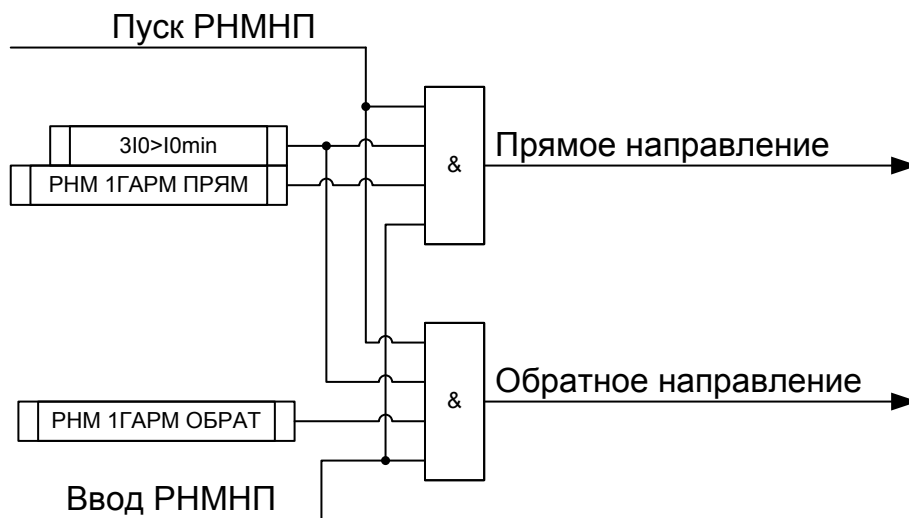 Пуск РНМНП
3I0>I0min
РНМ 1ГАРМ ПРЯМ
&
Прямое направление
&
Обратное направление
РНМ 1ГАРМ ОБРАТ
Ввод РНМНП